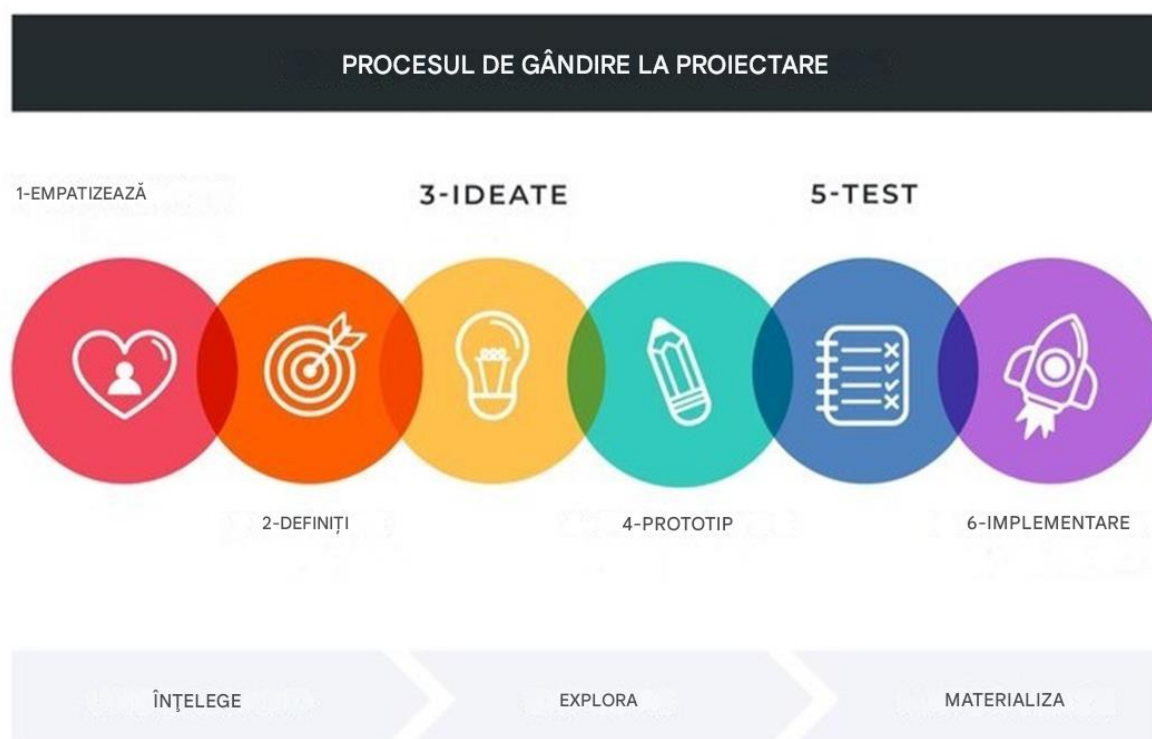 PROCESUL DE GÂNDIRE LA PROIECTARE
1-EMPATIZEAZĂ
3-IDEATE
5-TEST
2-DEFINIȚI
4-PROTOTIP
6-IMPLEMENTARE
ÎNŢELEGE
EXPLORA
MATERIALIZA